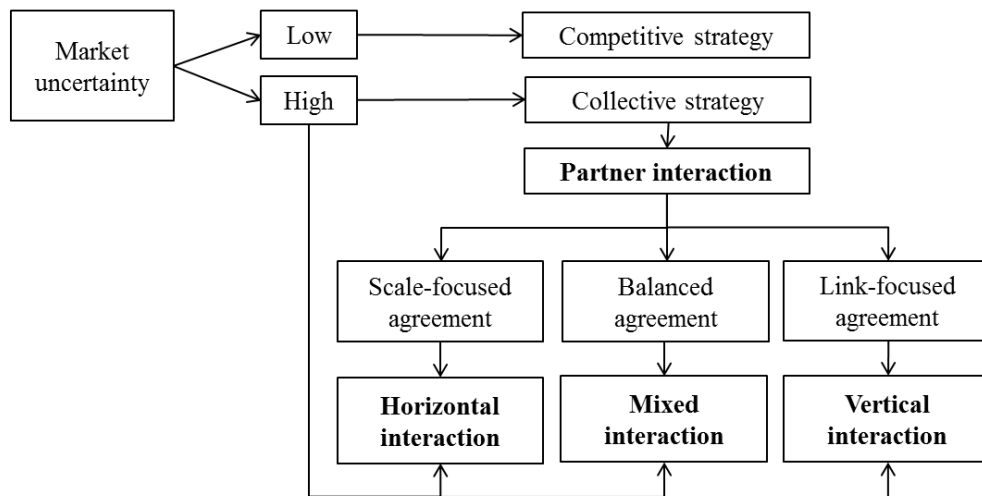 Market
uncertainty
Low
Competitive strategy
High
Collective strategy
Partner interaction
Scale-focused
agreement
Balanced
agreement
Link-focused
agreement
Horizontal
interaction
Mixed
interaction
Vertical
interaction